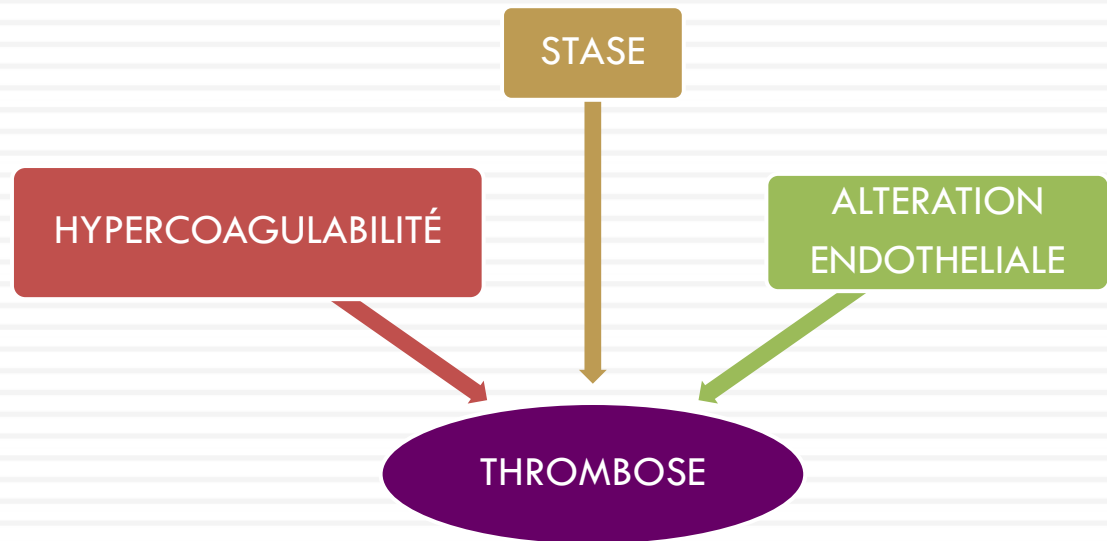 STASE
HYPERCOAGULABILITÉ
ALTERATION
ENDOTHELIALE
THROMBOSE